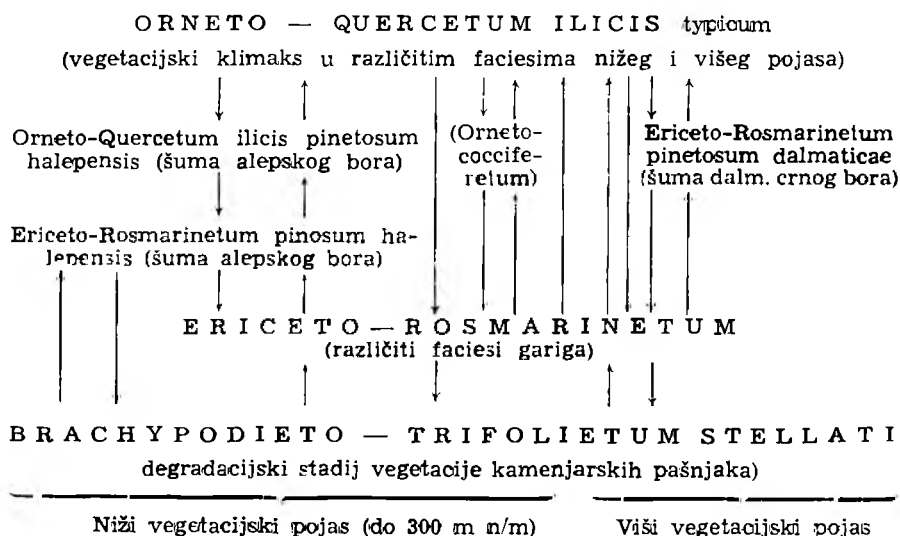 ORNETO — QUERCETUM ILICIS typicum
(vegetacijski klimaks u različitim faciesima nižeg i višeg pojasa)
Orneto-Quercetum ilicis pinetosum
halepensis (šuma alepskog bora)
(Orneto-
coccife-
retum)
Ericeto-Rosmarinetum
pinetosum dalmaticae
(šuma dalm. crnog bora)
Ericeto-Rosmarinetum pinosum ha-
lepensis (šuma alepskog bora)
ERICETO — ROSMARINETUM
(različiti faciesi gariga)
BRACHYPODIETO — TRIFOLIETUM STELLATI
degradacijski stadij vegetacije kamenjarskih pašnjaka)
Niži vegetacijski pojas (do 300 m n/m)
Viši vegetacijski pojas